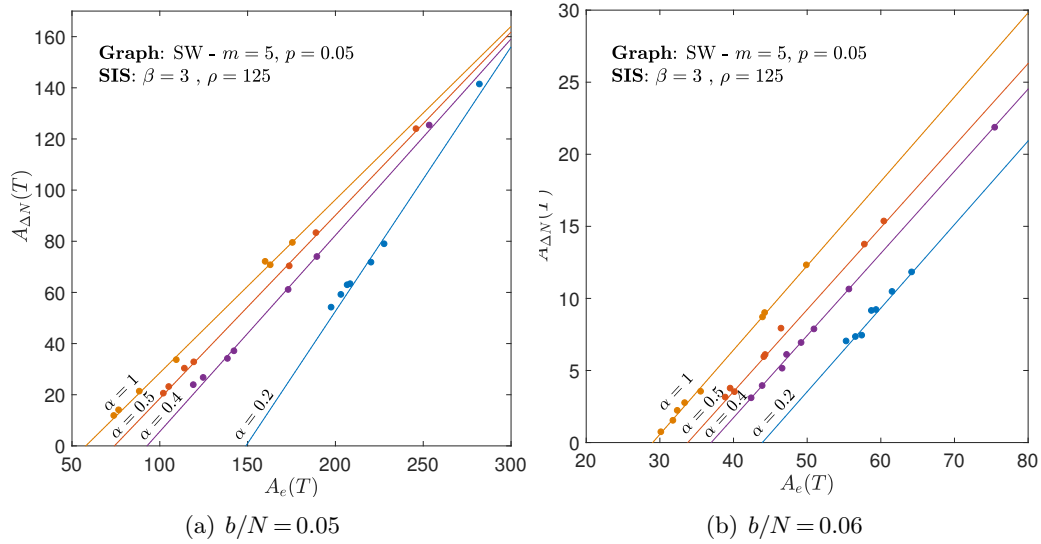 160
140
120
100
80
60
40
20
0
A_{ΔN}(T)
Graph: SW - m = 5, p = 0.05
SIS: β = 3 , ρ = 125
α = 1
α = 0.5
α = 0.4
α = 0.2
50 100 150 200 250 300
A_e(T)
(a) b/N = 0.05
30
25
20
15
10
5
0
Graph: SW - m = 5, p = 0.05
SIS: β = 3 , ρ = 125
α = 1
α = 0.5
α = 0.4
α = 0.2
20 30 40 50 60 70 80
A_e(T)
(b) b/N = 0.06